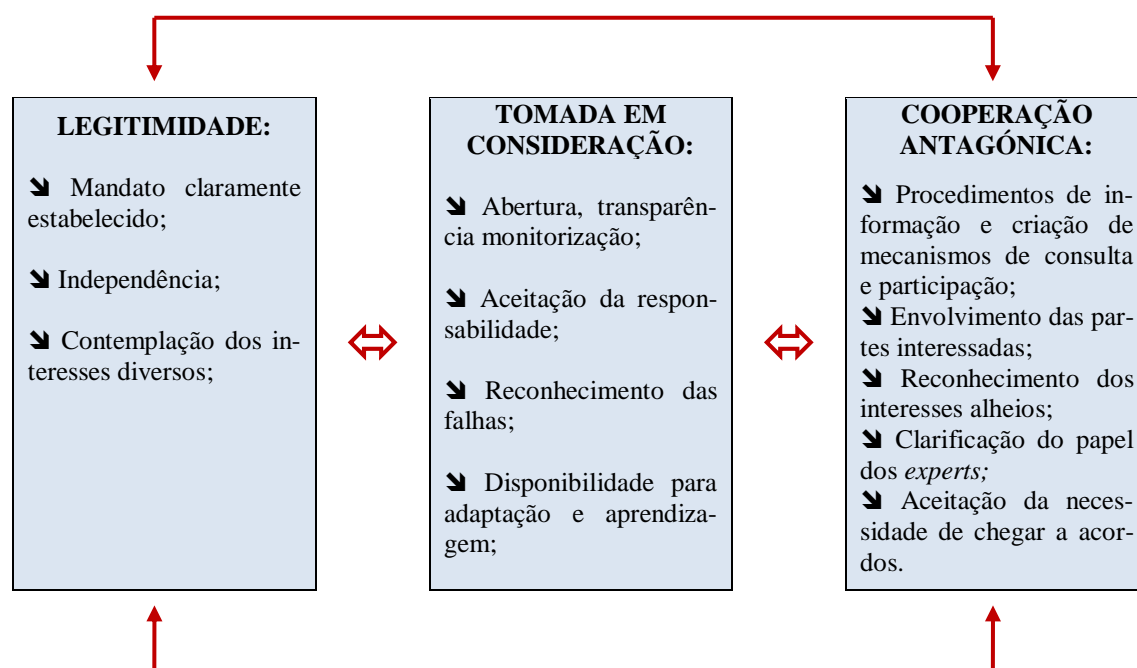 LEGITIMIDADE:
🢆 Mandato claramente
estabelecido;
🢆 Independência;
🢆 Contemplação dos in-
teresses diversos;
TOMADA EM
CONSIDERAÇÃO:
🢆 Abertura, transparên-
cia monitorização;
🢆 Aceitação da respon-
sabilidade;
🢆 Reconhecimento das
falhas;
🢆 Disponibilidade para
adaptação e aprendiza-
gem;
COOPERAÇÃO
ANTAGÓNICA:
🢆 Procedimentos de in-
formação e criação de
mecanismos de consulta
e participação;
🢆 Envolvimento das par-
tes interessadas;
🢆 Reconhecimento dos
interesses alheios;
🢆 Clarificação do papel
dos experts;
🢆 Aceitação da neces-
sidade de chegar a acor-
dos.